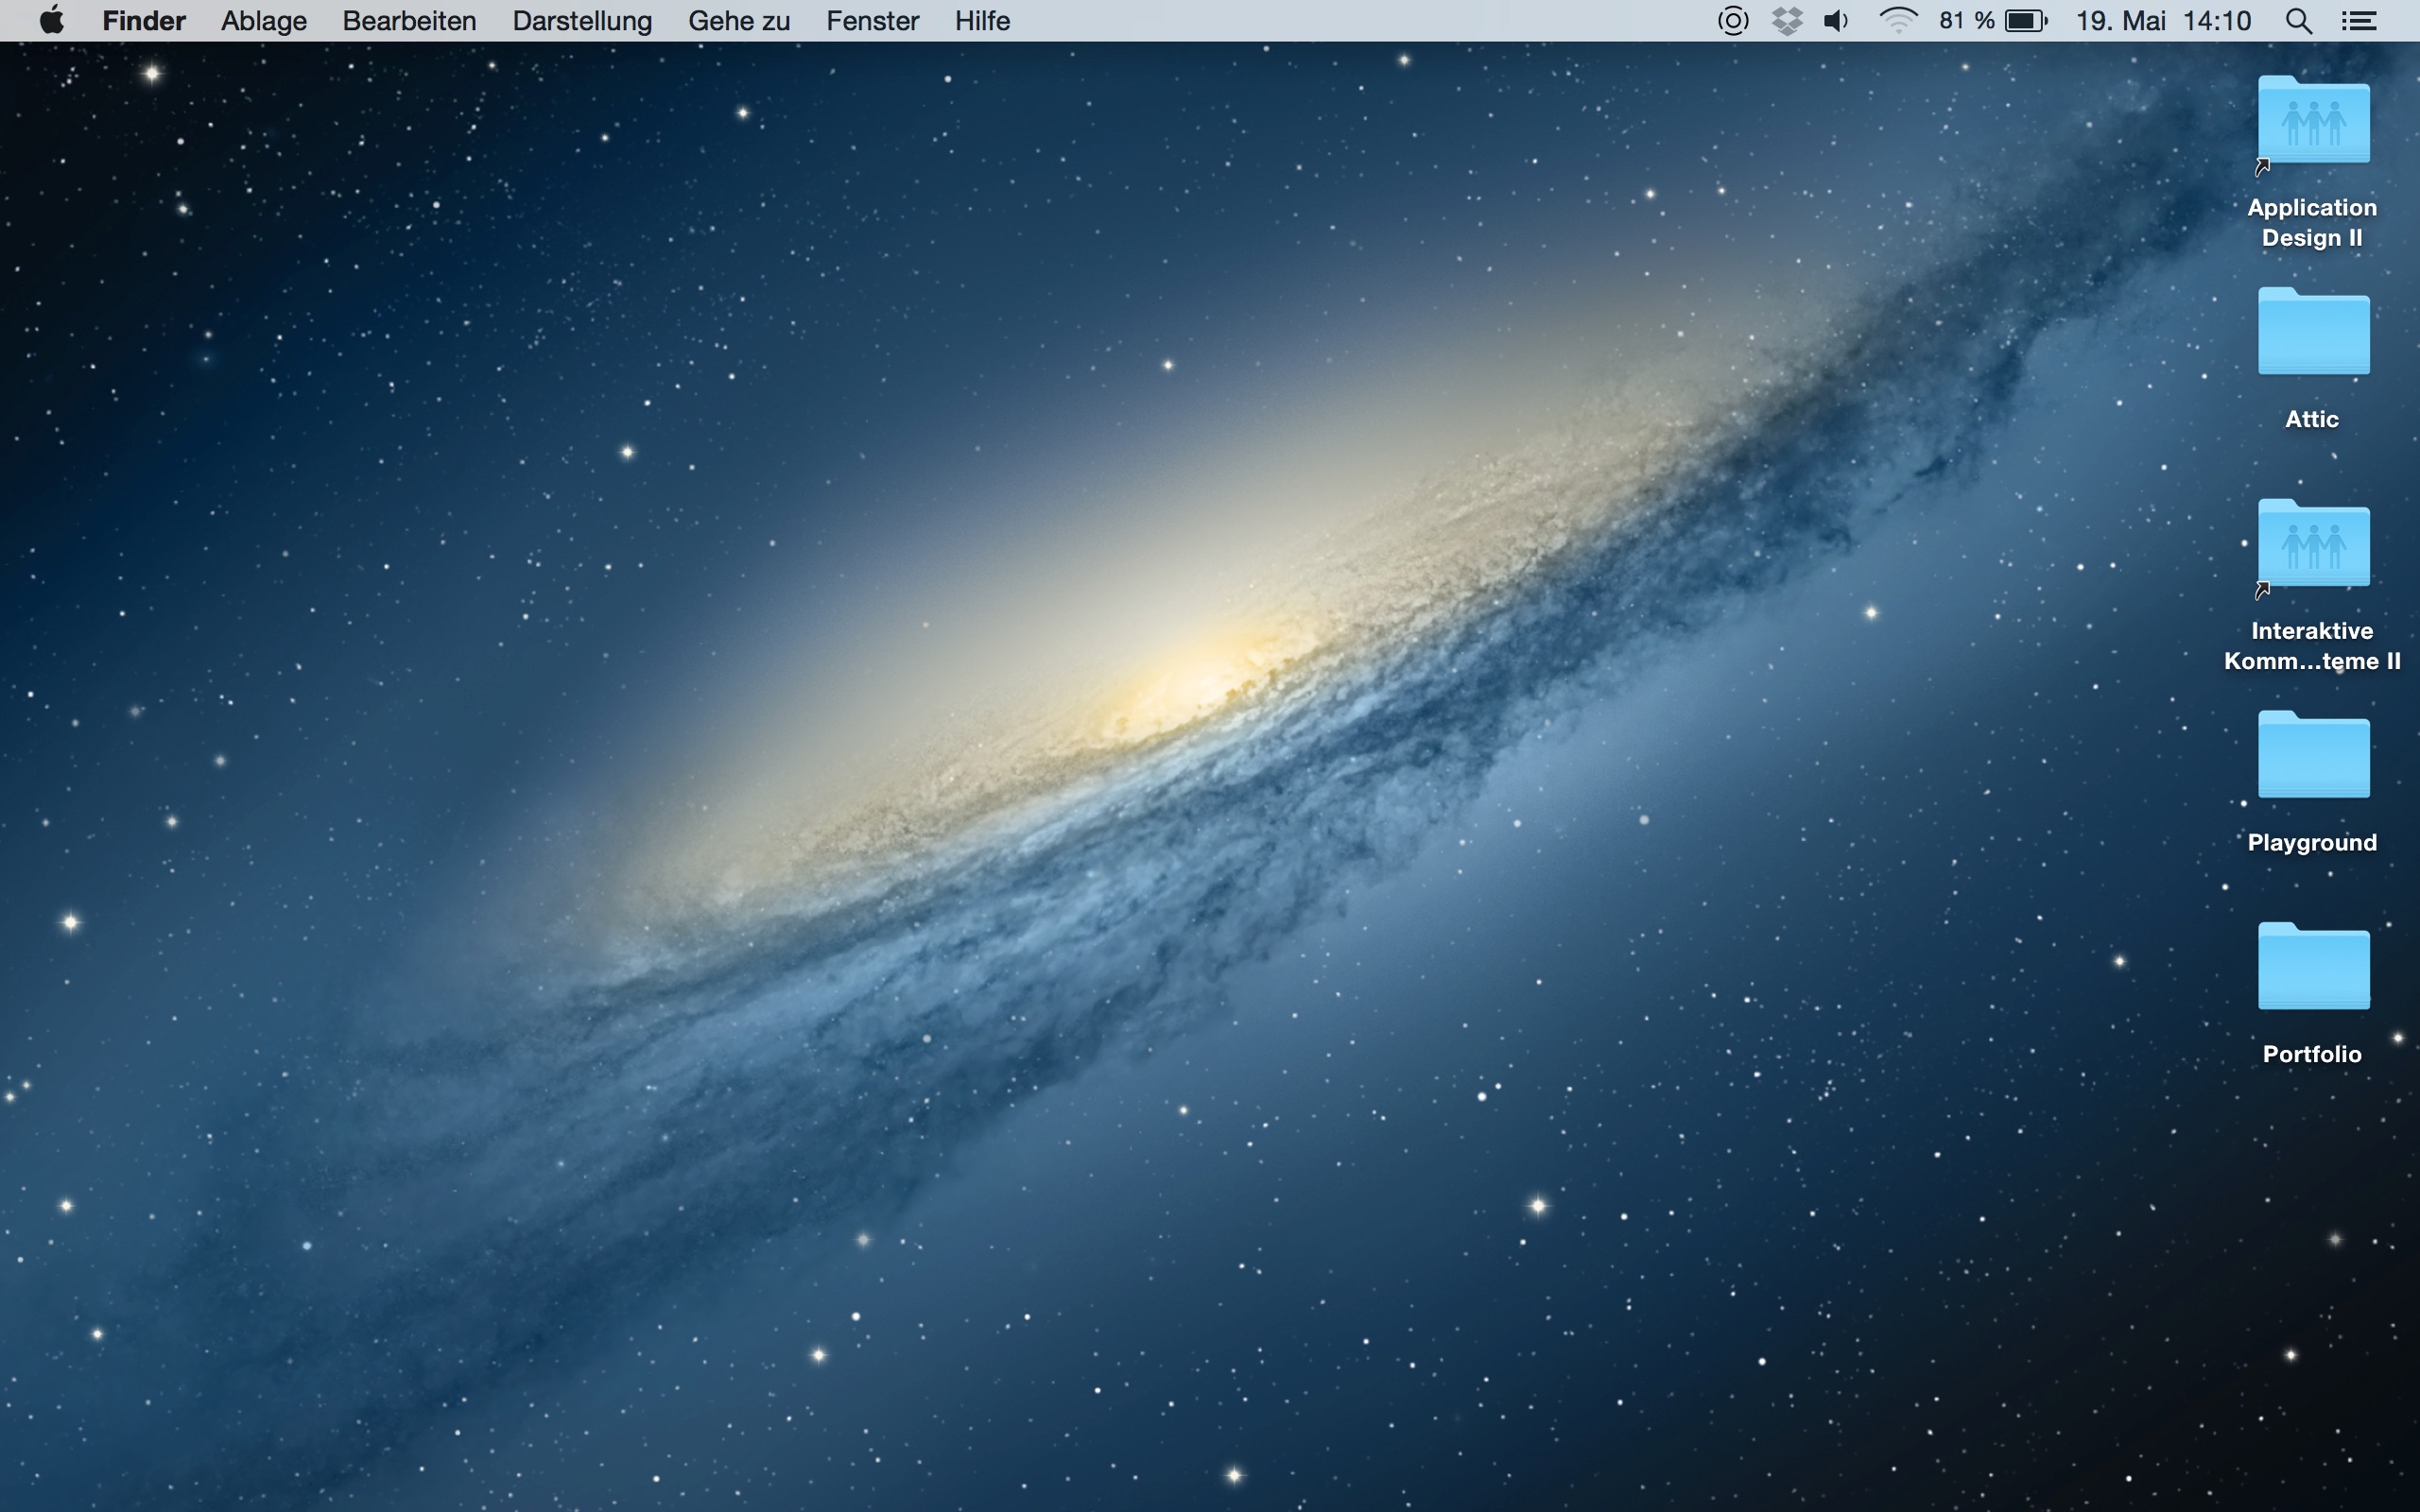 Finder Ablage Bearbeiten Darstellung Gehe zu Fenster Hilfe 81 % 19. Mai 14:10
Application
Design II
Attic
Interaktive
Komm...teme II
Playground
Portfolio